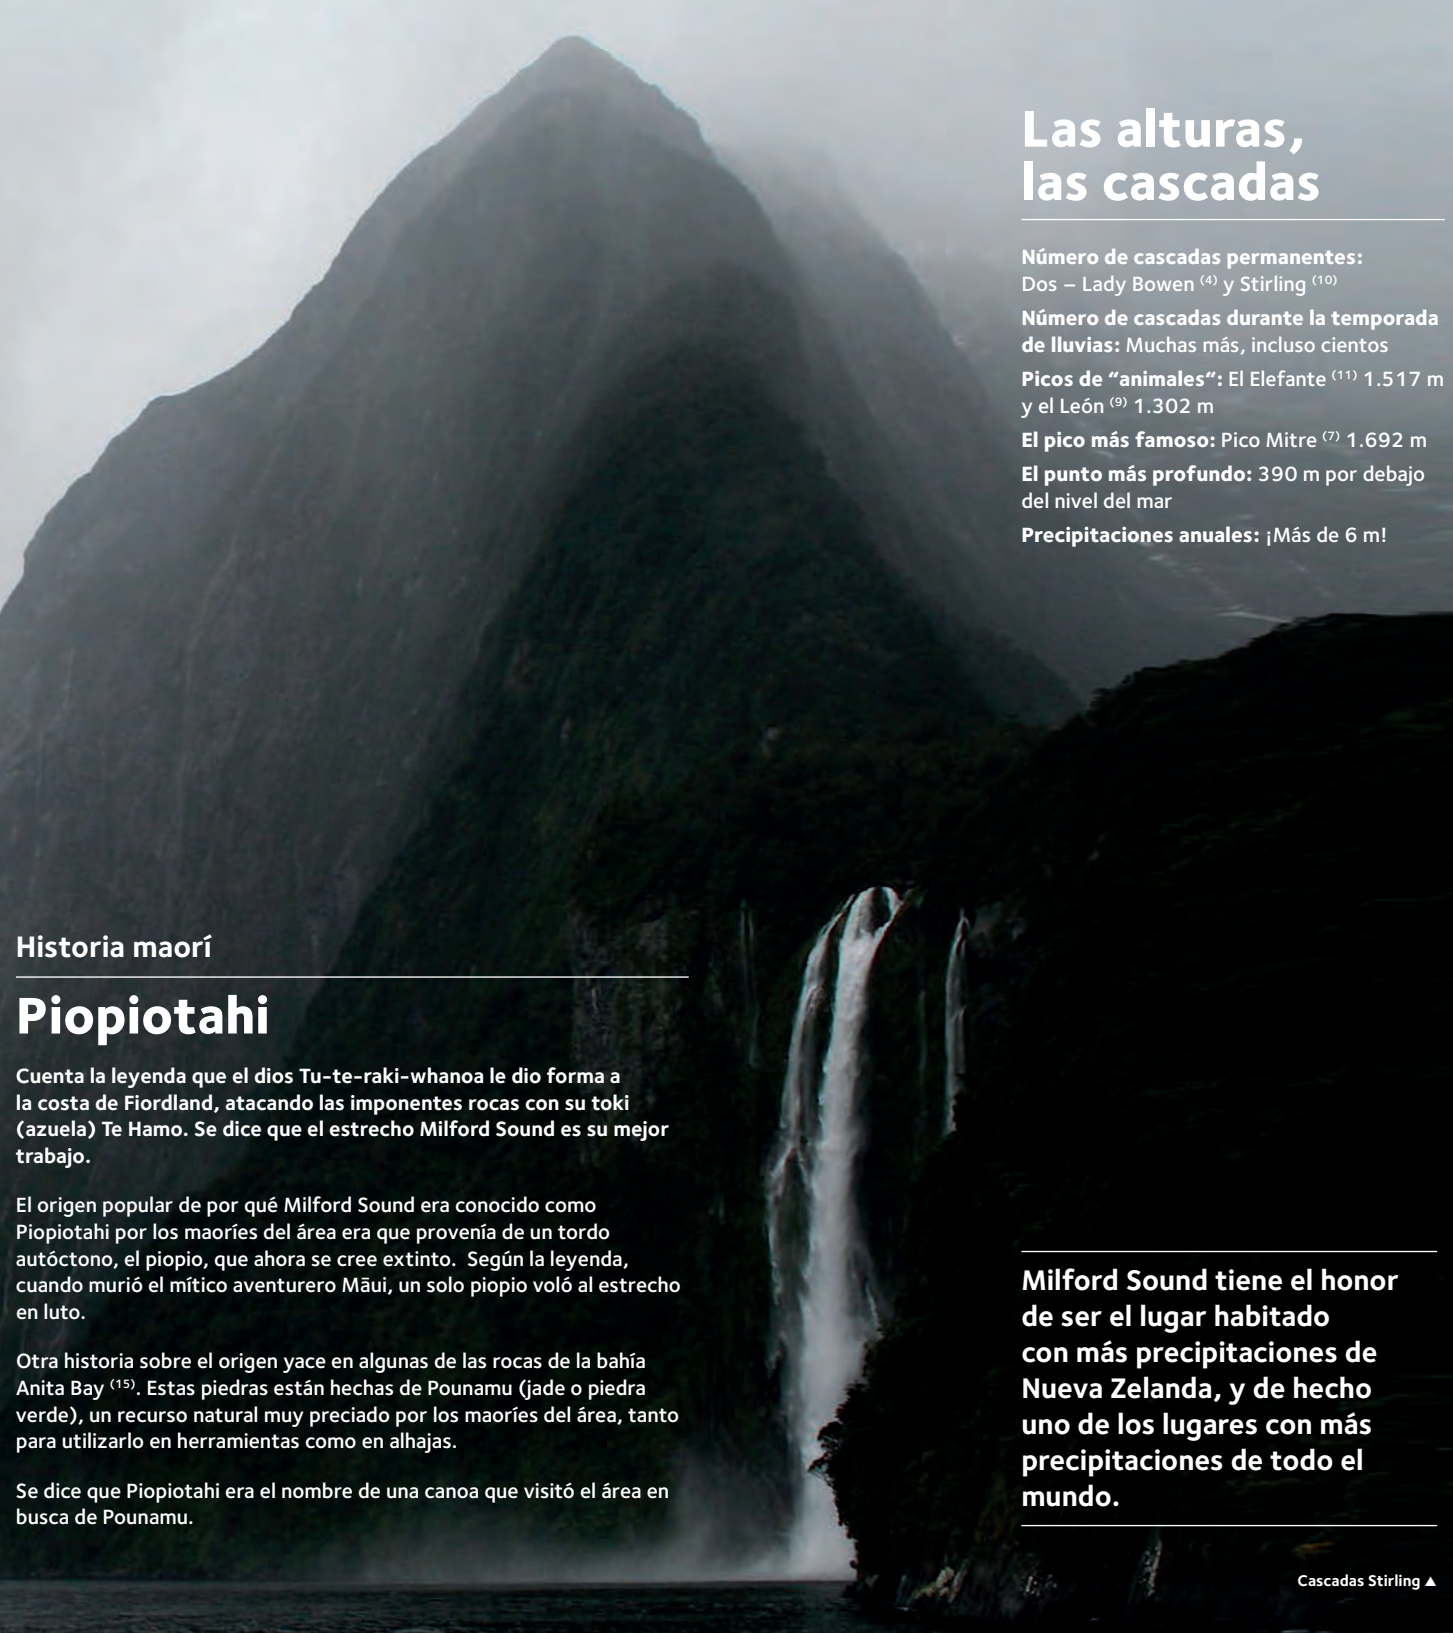 Las alturas,
las cascadas
Número de cascadas permanentes:
Dos – Lady Bowen (4) y Stirling (10)
Número de cascadas durante la temporada
de lluvias: Muchas más, incluso cientos
Picos de “animales“: El Elefante (11) 1.517 m
y el León (9) 1.302 m
El pico más famoso: Pico Mitre (7) 1.692 m
El punto más profundo: 390 m por debajo
del nivel del mar
Precipitaciones anuales: ¡Más de 6 m!
Historia maorí
Piopiotahi
Cuenta la leyenda que el dios Tu-te-raki-whanoa le dio forma a
la costa de Fiordland, atacando las imponentes rocas con su toki
(azuela) Te Hamo. Se dice que el estrecho Milford Sound es su mejor
trabajo.
El origen popular de por qué Milford Sound era conocido como
Piopiotahi por los maoríes del área era que provenía de un tordo
autóctono, el piopio, que ahora se cree extinto. Según la leyenda,
cuando murió el mítico aventurero Māui, un solo piopio voló al estrecho
en luto.
Otra historia sobre el origen yace en algunas de las rocas de la bahía
Anita Bay (15). Estas piedras están hechas de Pounamu (jade o piedra
verde), un recurso natural muy preciado por los maoríes del área, tanto
para utilizarlo en herramientas como en alhajas.
Se dice que Piopiotahi era el nombre de una canoa que visitó el área en
busca de Pounamu.
Milford Sound tiene el honor
de ser el lugar habitado
con más precipitaciones de
Nueva Zelanda, y de hecho
uno de los lugares con más
precipitaciones de todo el
mundo.
Cascadas Stirling ▲